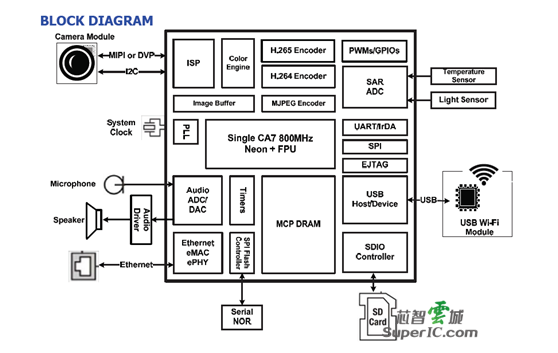 BLOCK DIAGRAM
Camera Module
MIPI or DVP
I2C
ISP
Color
Engine
H.265 Encoder
H.264 Encoder
PWMs/GPIOs
SAR
ADC
Temperature
Sensor
Light Sensor
Image Buffer
MJPEG Encoder
System
Clock
PLL
Single CA7 800MHz
Neon + FPU
UART/IrDA
SPI
EJTAG
Microphone
Speaker
Audio
Driver
Audio
ADC/
DAC
Timers
MCP DRAM
USB
Host/Device
USB
USB Wi-Fi
Module
Ethernet
Ethernet
eMAC
ePHY
SPI Flash
Controller
SDIO
Controller
Serial
NOR
SD
Card
芯智雲城
SuperIC.com